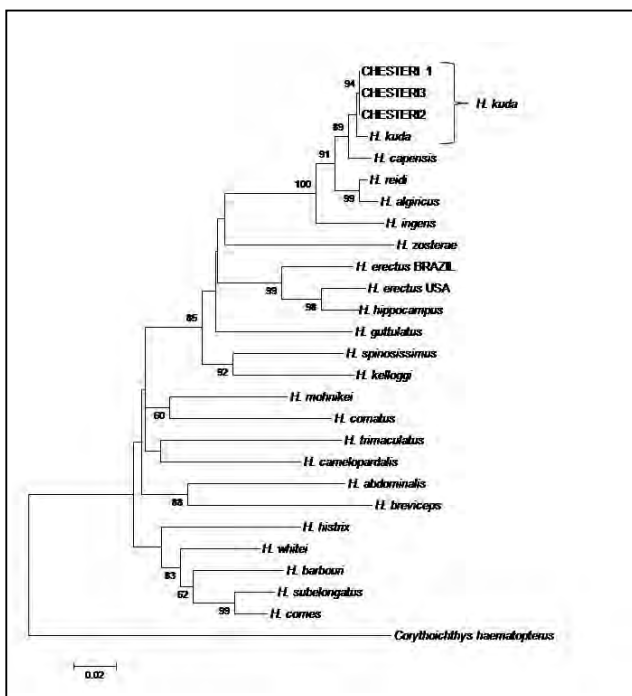 94
CHESTERI 1
CHESTERI3
CHESTERI2
H. kuda
H. kuda
89
H. capensis
91
H. reidi
100
99
H. algiricus
H. ingens
H. zosterae
H. erectus BRAZIL
99
H. erectus USA
98
H. hippocampus
85
H. guttulatus
H. spinosissimus
92
H. kelloggi
H. mohnikei
60
H. comatus
H. trimaculatus
H. camelopardalis
H. abdominalis
88
H. breviceps
H. histrix
H. whitei
83
H. barbouri
62
H. subelongatus
99
H. comes
Corythoichthys haematopterus
0.02